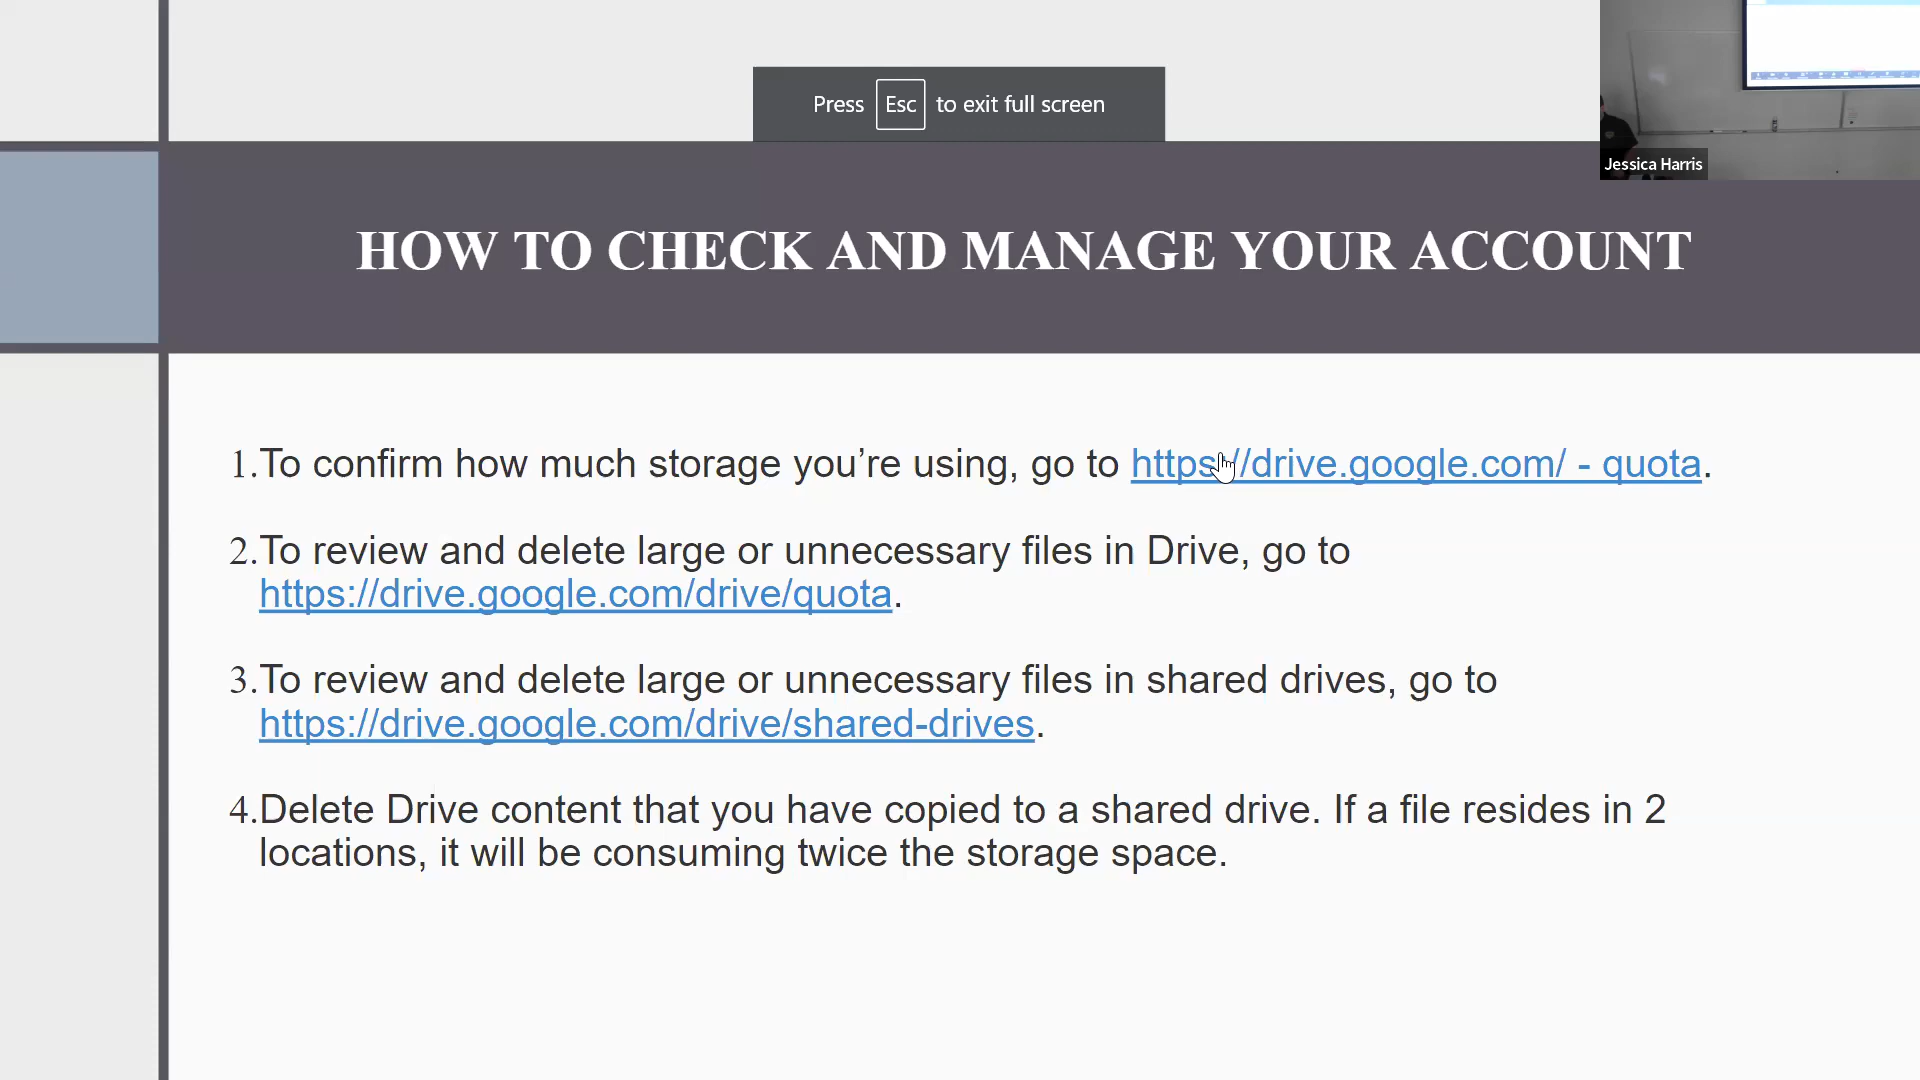 Press Esc to exit full screen
Jessica Harris
HOW TO CHECK AND MANAGE YOUR ACCOUNT
1.To confirm how much storage you’re using, go to https://drive.google.com/ - quota.
2.To review and delete large or unnecessary files in Drive, go to
https://drive.google.com/drive/quota.
3.To review and delete large or unnecessary files in shared drives, go to
https://drive.google.com/drive/shared-drives.
4.Delete Drive content that you have copied to a shared drive. If a file resides in 2
locations, it will be consuming twice the storage space.